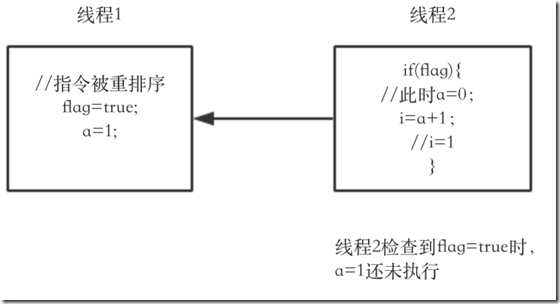 线程1
线程2
//指令被重排序
flag=true;
a=1;
if(flag){
//此时a=0;
i=a+1;
//i=1
}
线程2检查到flag=true时,
a=1还未执行